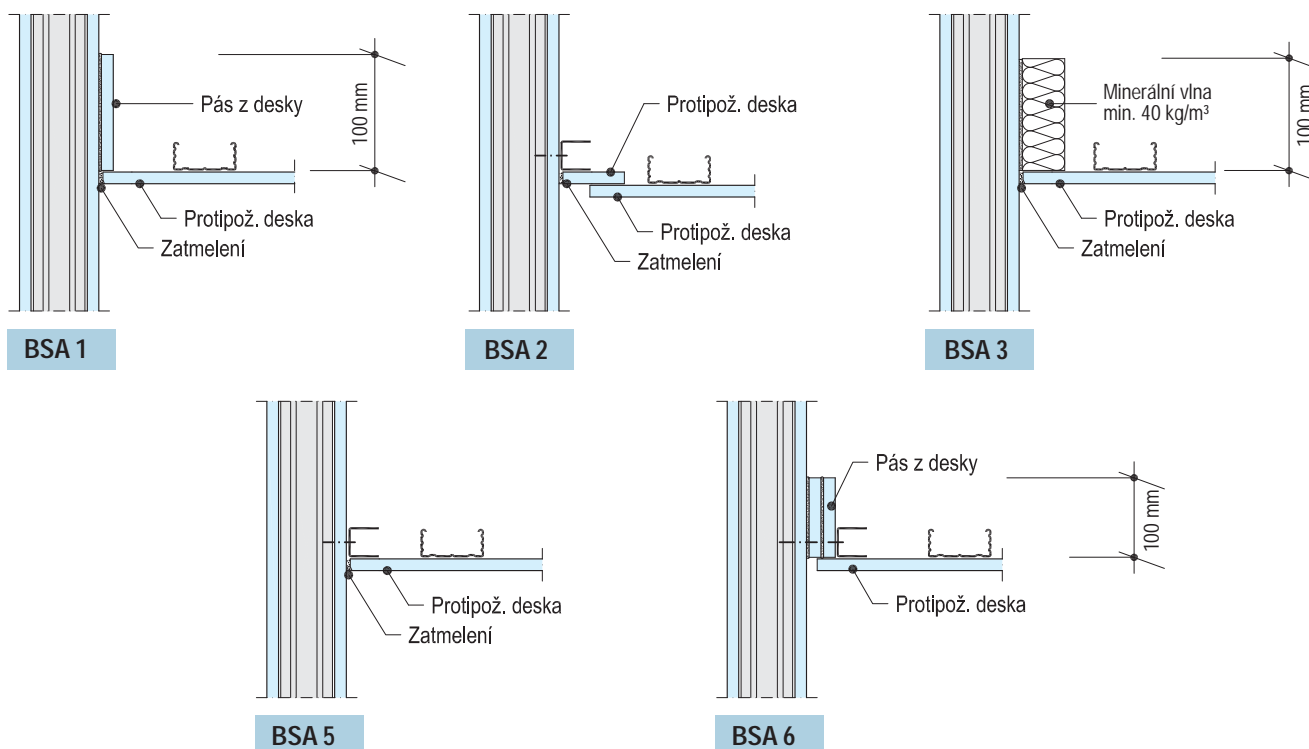 Pás z desky
100 mm
Protipož. deska
Zatmelení
BSA 1
Protipož. deska
Protipož. deska
Zatmelení
BSA 2
Minerální vlna
min. 40 kg/m³
100 mm
Protipož. deska
Zatmelení
BSA 3
Protipož. deska
Zatmelení
BSA 5
Pás z desky
100 mm
Protipož. deska
BSA 6